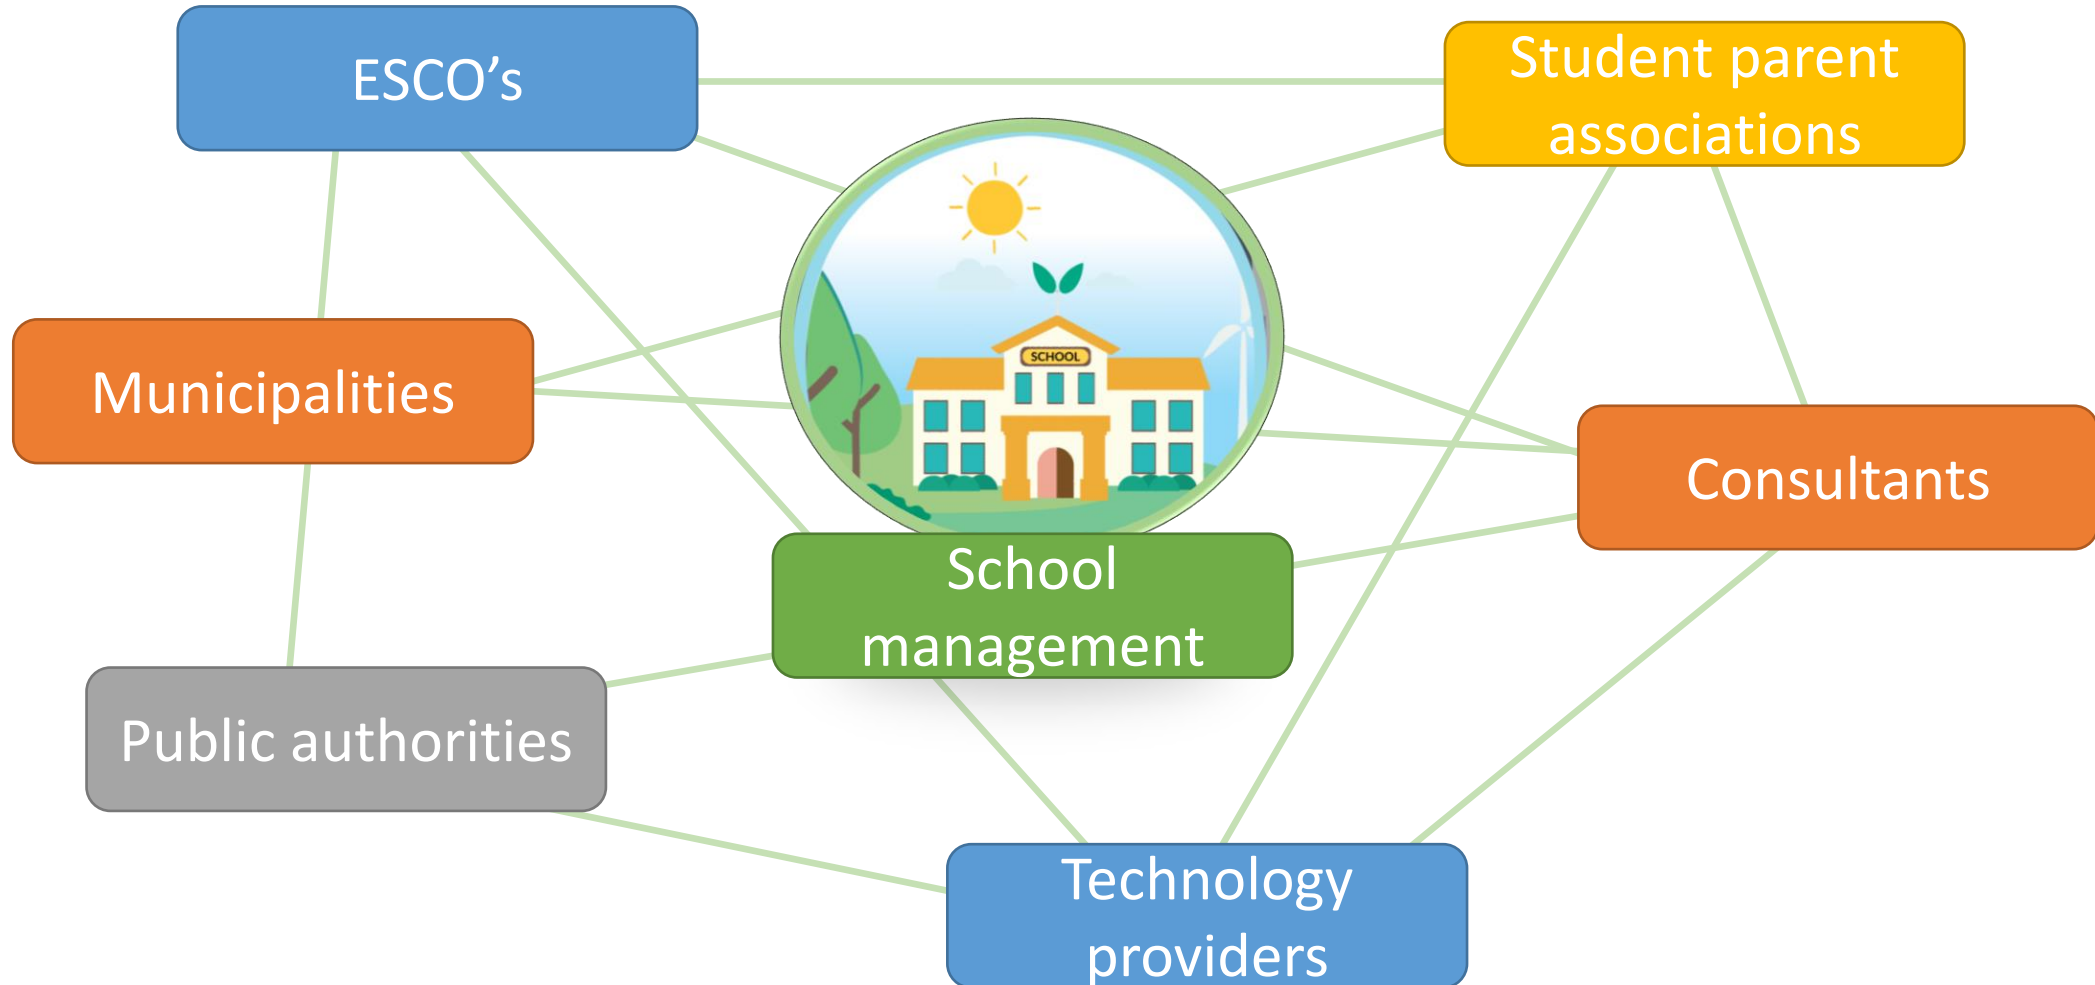 ESCO’s
Student parent
associations
SCHOOL
Municipalities
Consultants
School
management
Public authorities
Technology
providers